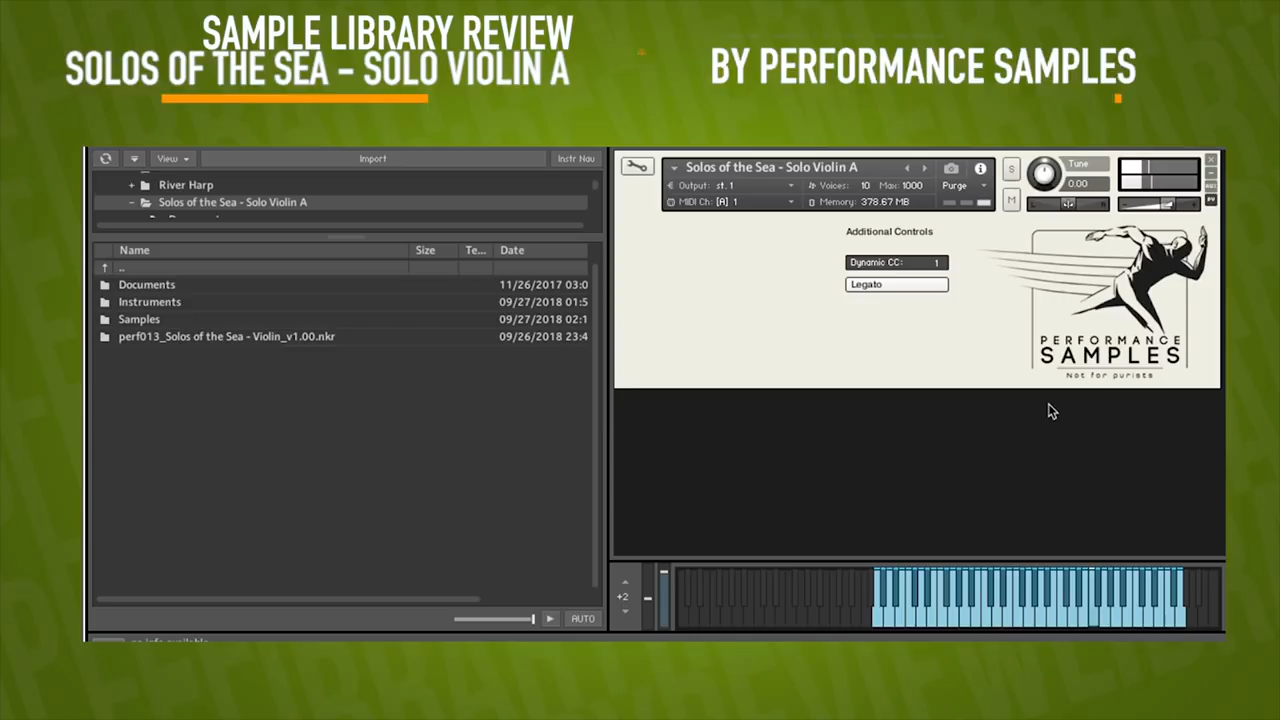 SAMPLE LIBRARY REVIEW
SOLOS OF THE SEA - SOLO VIOLIN A
BY PERFORMANCE SAMPLES
View
Import
Instr Nav
+ River Harp
- Solos of the Sea - Solo Violin A
Name Size Te... Date
..
Documents 11/26/2017 03:0
Instruments 09/27/2018 01:5
Samples 09/27/2018 02:1
perf013_Solos of the Sea - Violin_v1.00.nkr 09/26/2018 23:4
AUTO
Solos of the Sea - Solo Violin A
Output: st. 1 Voices: 10 Max: 1000 Purge
MIDI Ch: [A] 1 Memory: 378.67 MB
S
M
Tune
0.00
L R
AUX
PV
Additional Controls
Dynamic CC: 1
Legato
PERFORMANCE
SAMPLES
Not for purists
+2